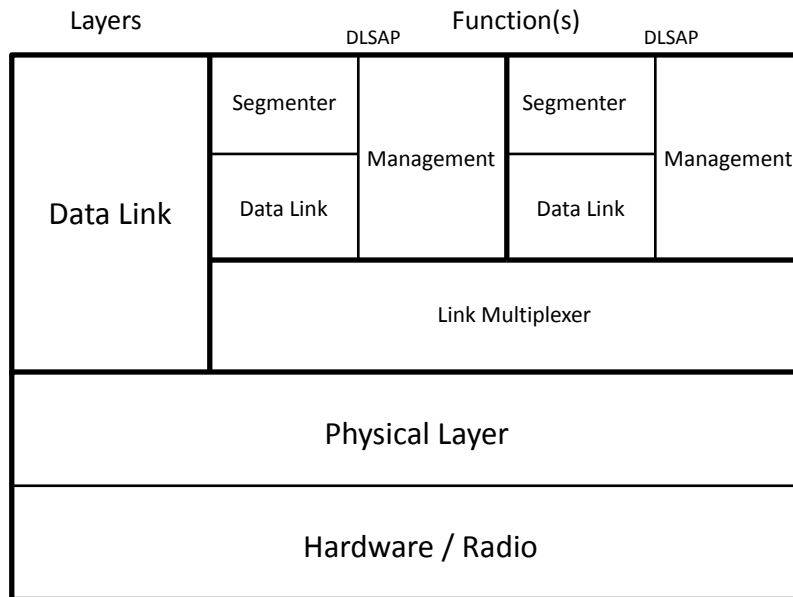 Layers
Function(s)
DLSAP
DLSAP
Segmenter
Management
Segmenter
Management
Data Link
Data Link
Data Link
Link Multiplexer
Physical Layer
Hardware / Radio